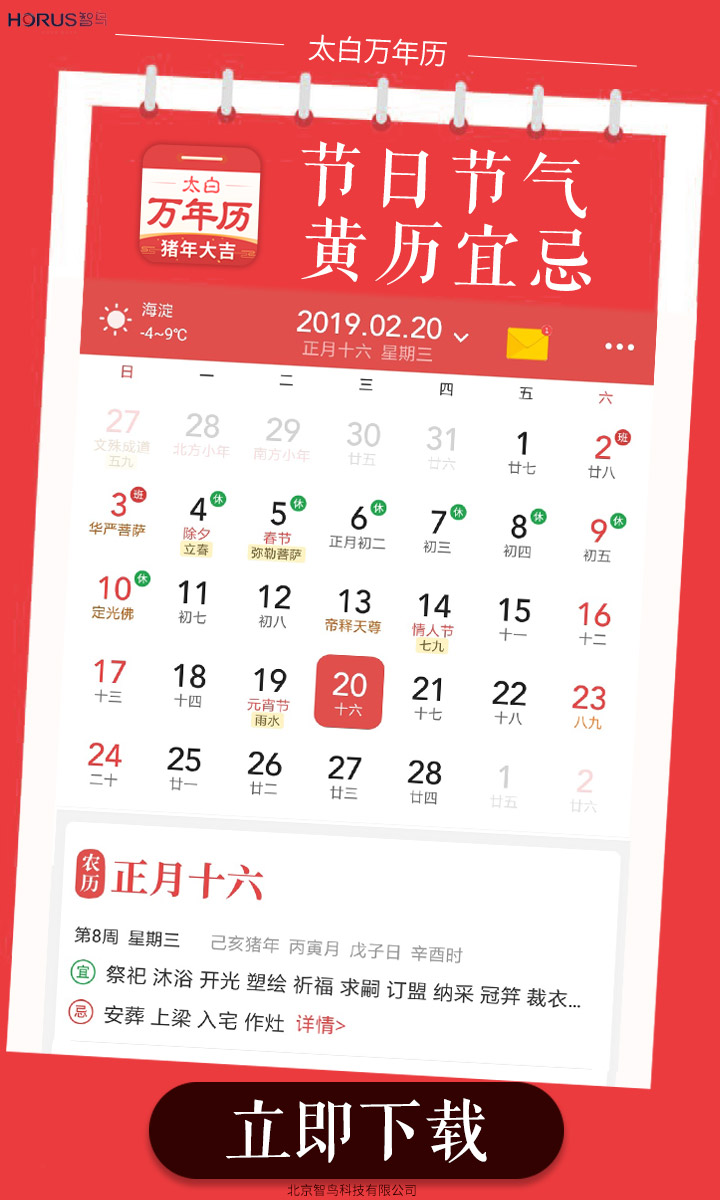 HORUS智鸟
太白万年历
节日节气
黄历宜忌
太白
万年历
猪年大吉
海淀
-4~9℃
2019.02.20
正月十六 星期三
1
日 一 二 三 四 五 六
27 28 29 30 31 1 2 班
文殊成道 北方小年 南方小年 廿五 廿六 廿七 廿八
五九
3 班 4 休 5 休 6 休 7 休 8 休 9 休
华严菩萨 除夕 春节 正月初二 初三 初四 初五
立春 弥勒菩萨
10 休 11 12 13 14 15 16
定光佛 初七 初八 帝释天尊 情人节 十一 十二
七九
17 18 19 20 21 22 23
十三 十四 元宵节 十六 十七 十八 八九
雨水
24 25 26 27 28 1 2
二十 廿一 廿二 廿三 廿四 廿五 廿六
农历 正月十六
第8周 星期三 己亥猪年 丙寅月 戊子日 辛酉时
宜 祭祀 沐浴 开光 塑绘 祈福 求嗣 订盟 纳采 冠笄 裁衣...
忌 安葬 上梁 入宅 作灶 详情>
立即下载
北京智鸟科技有限公司